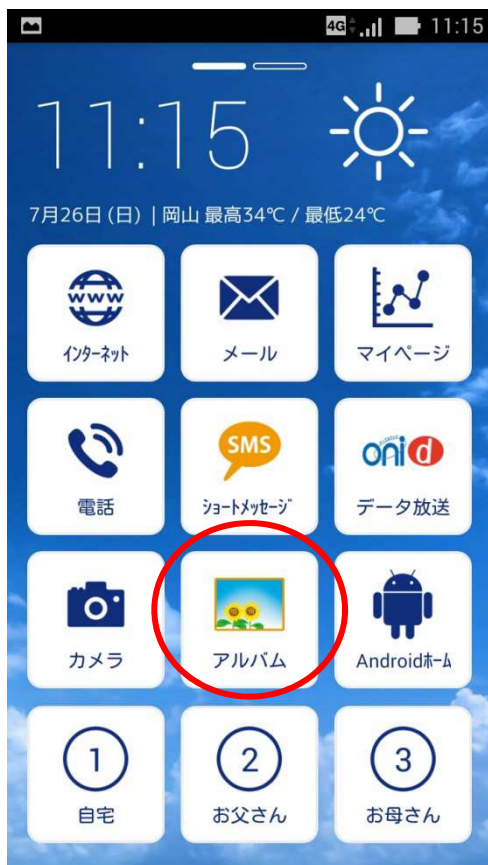 4G 11:15
11:15
7月26日 (日) | 岡山 最高34℃ / 最低24℃
www
ｲﾝﾀｰﾈｯﾄ
メール
マイページ
電話
SMS
ｼｮｰﾄﾒｯｾｰｼﾞ
oni d
データ放送
カメラ
アルバム
Androidﾎｰﾑ
1
自宅
2
お父さん
3
お母さん